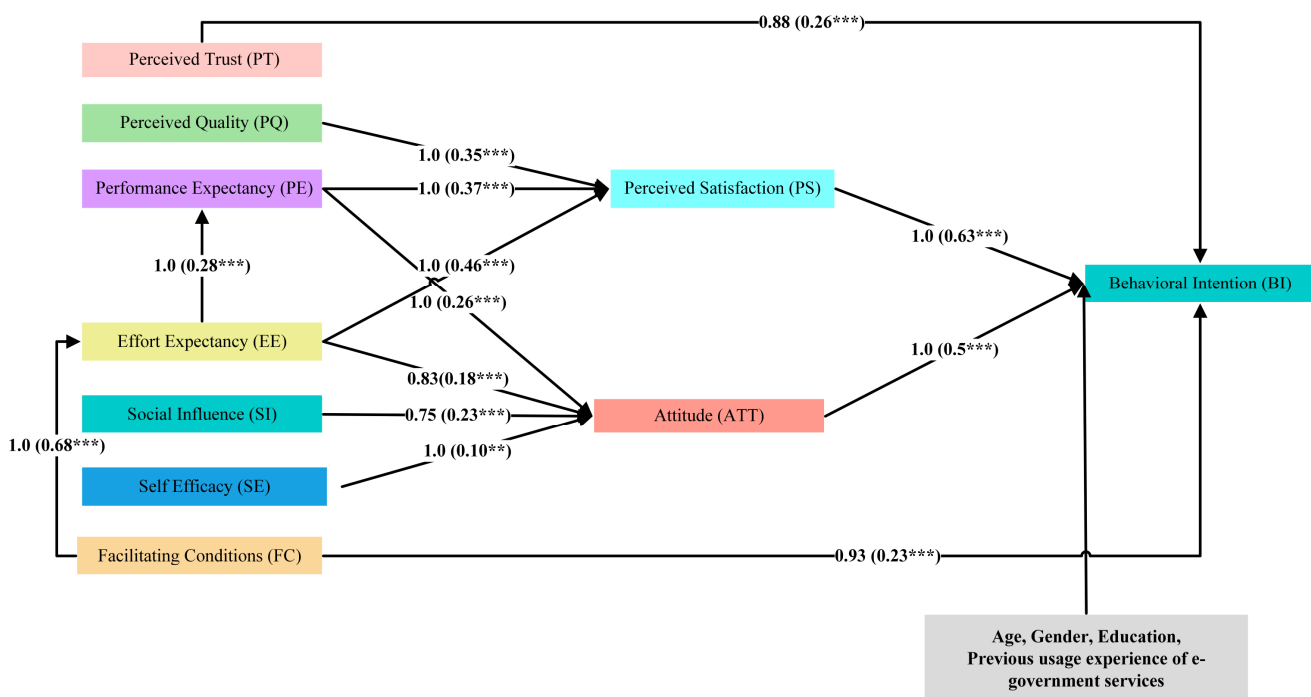 0.88 (0.26***)
Perceived Trust (PT)
Perceived Quality (PQ)
1.0 (0.35***)
Performance Expectancy (PE)
1.0 (0.37***)
Perceived Satisfaction (PS)
1.0 (0.63***)
1.0 (0.28***)
1.0 (0.46***)
Behavioral Intention (BI)
1.0 (0.26***)
Effort Expectancy (EE)
1.0 (0.5***)
0.83(0.18***)
Social Influence (SI)
0.75 (0.23***)
Attitude (ATT)
1.0 (0.68***)
1.0 (0.10**)
Self Efficacy (SE)
Facilitating Conditions (FC)
0.93 (0.23***)
Age, Gender, Education,
Previous usage experience of e-
government services